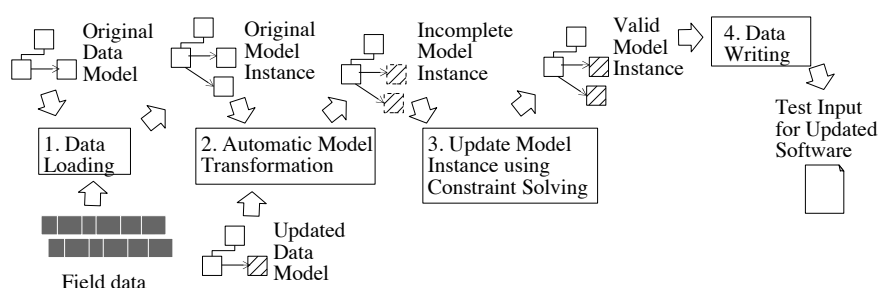 Original
Data
Model
Original
Model
Instance
Incomplete
Model
Instance
Valid
Model
Instance
4. Data
Writing
1. Data
Loading
2. Automatic Model
Transformation
3. Update Model
Instance using
Constraint Solving
Test Input
for Updated
Software
Field data
Updated
Data
Model